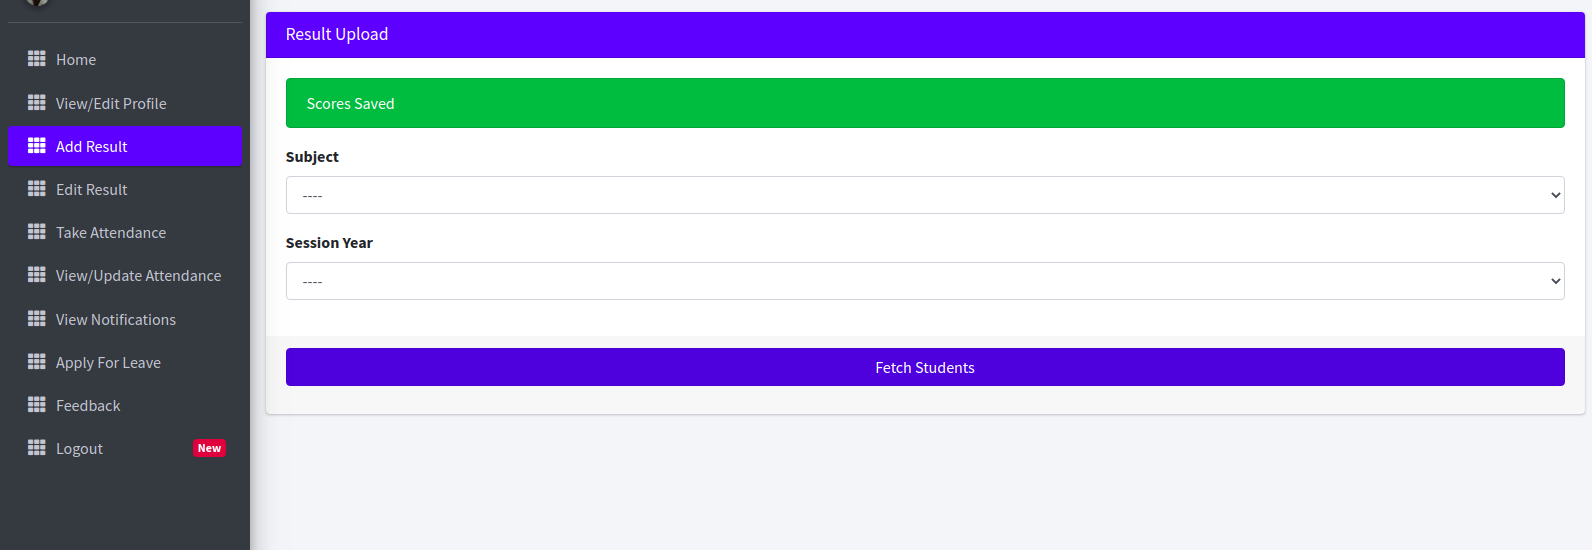 Home
View/Edit Profile
Add Result
Edit Result
Take Attendance
View/Update Attendance
View Notifications
Apply For Leave
Feedback
Logout New
Result Upload
Scores Saved
Subject
----
Session Year
----
Fetch Students